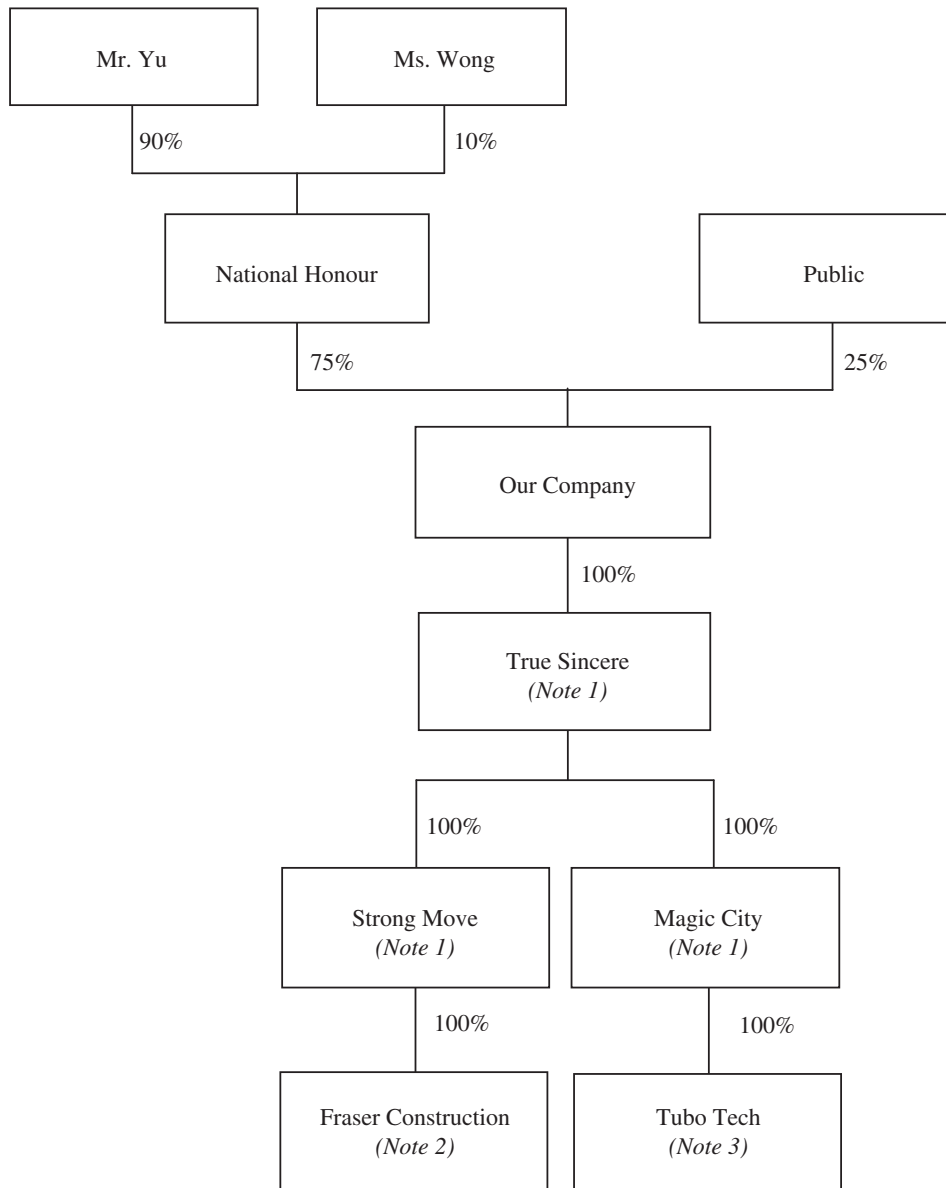 Mr. Yu
Ms. Wong
90%
10%
National Honour
Public
75%
25%
Our Company
100%
True Sincere
(Note 1)
100%
100%
Strong Move
(Note 1)
Magic City
(Note 1)
100%
100%
Fraser Construction
(Note 2)
Tubo Tech
(Note 3)